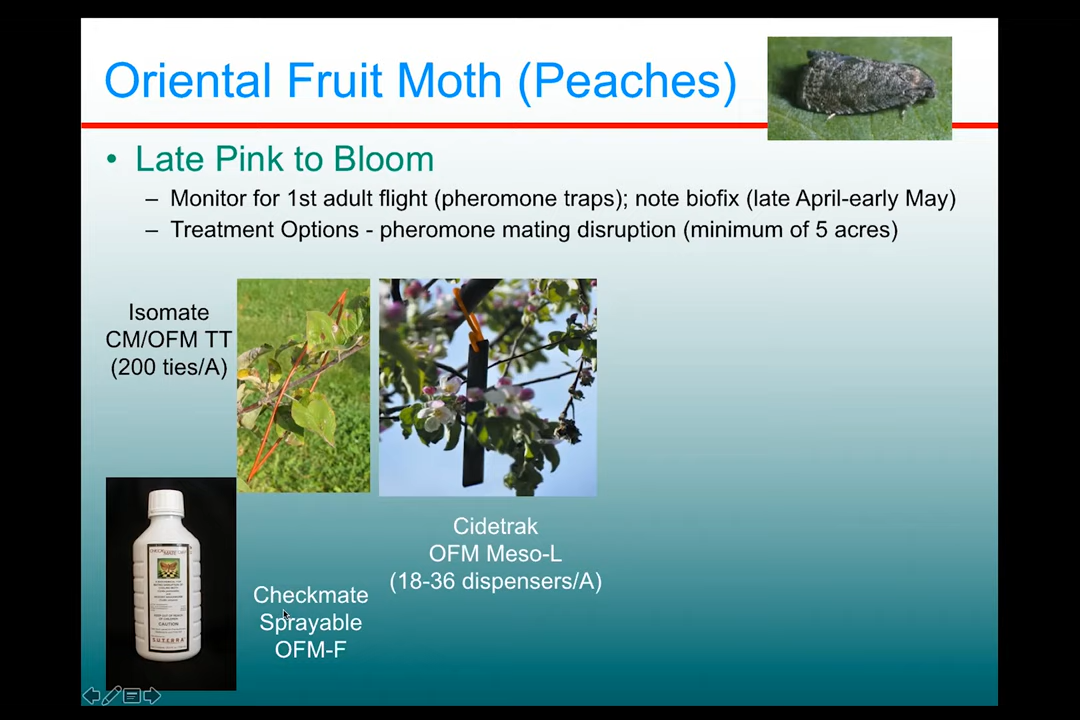 Oriental Fruit Moth (Peaches)
• Late Pink to Bloom
– Monitor for 1st adult flight (pheromone traps); note biofix (late April-early May)
– Treatment Options - pheromone mating disruption (minimum of 5 acres)
Isomate
CM/OFM TT
(200 ties/A)
Cidetrak
OFM Meso-L
(18-36 dispensers/A)
Checkmate
Sprayable
OFM-F
CAUTION
SUTERRA